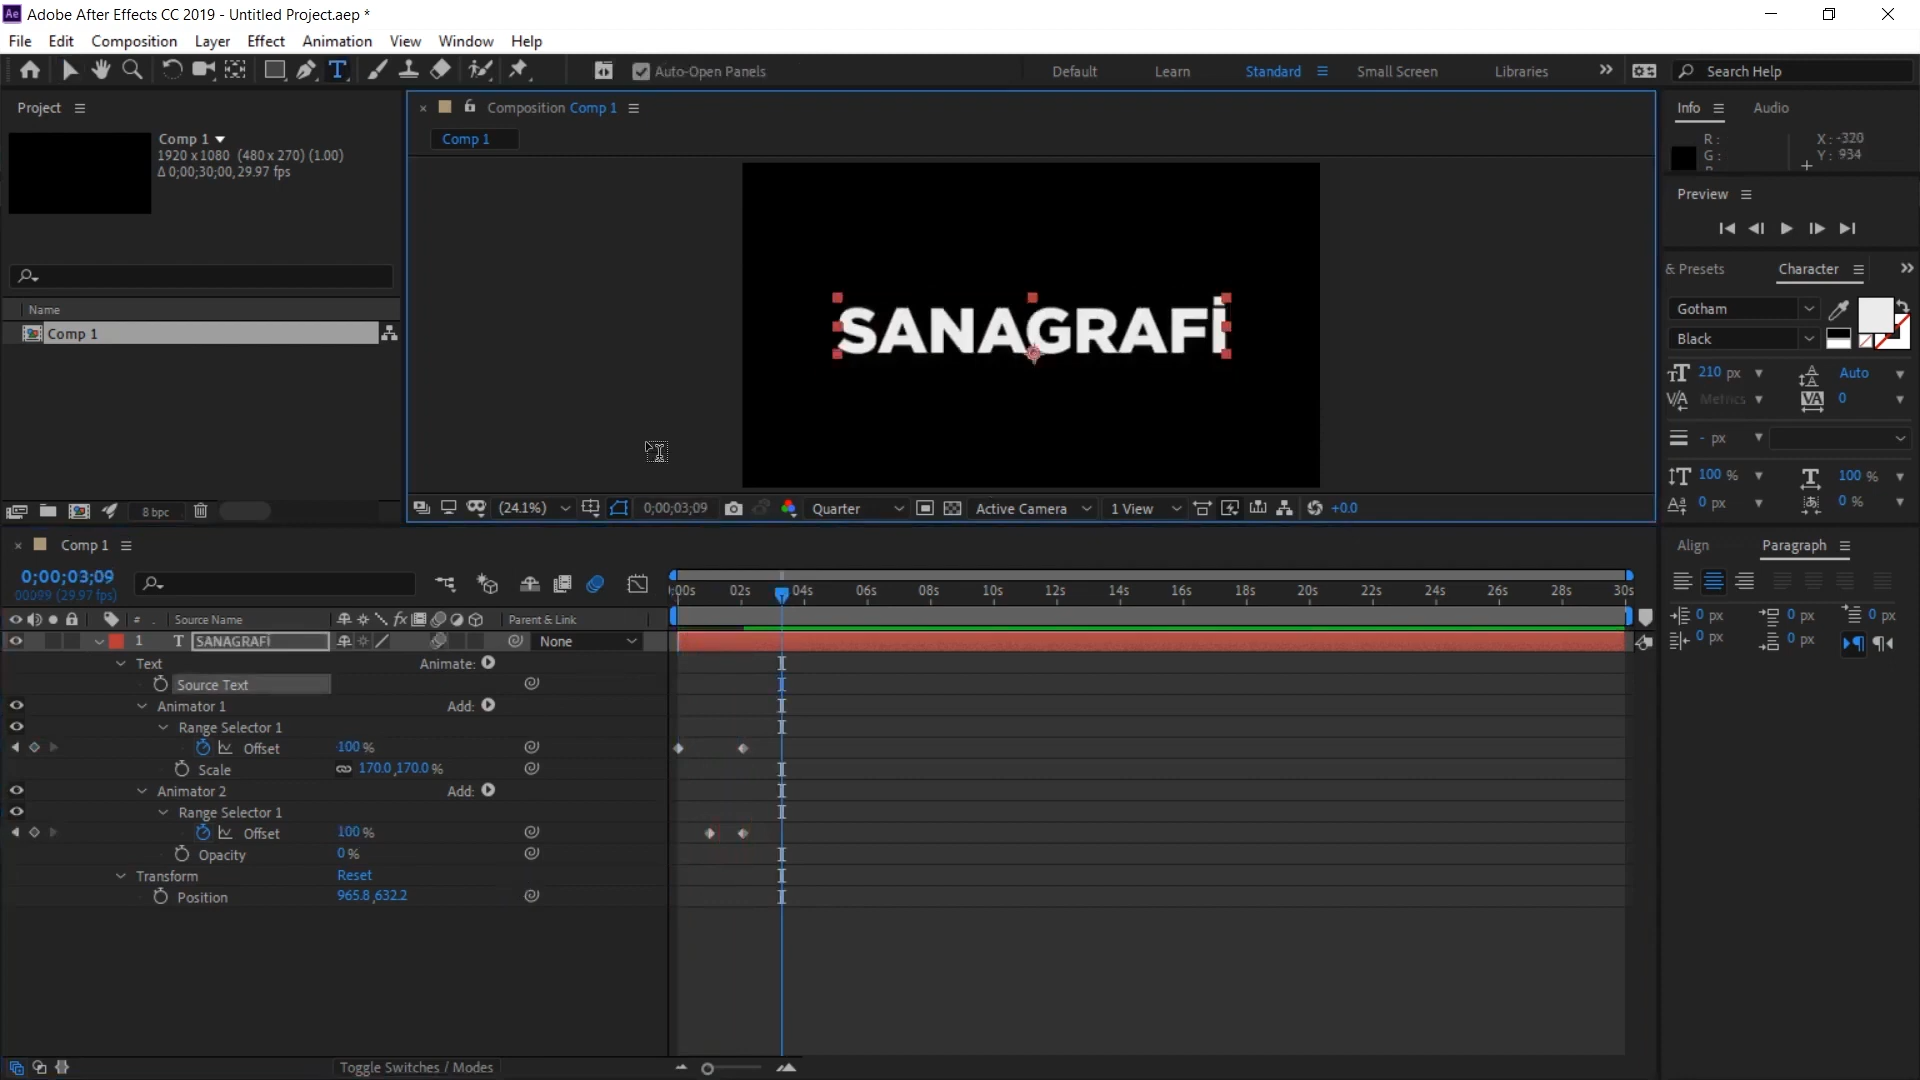 Adobe After Effects CC 2019 - Untitled Project.aep *
File Edit Composition Layer Effect Animation View Window Help
Auto-Open Panels
Default Learn Standard Small Screen Libraries
Search Help
Project
Comp 1
1920 x 1080 (480 x 270) (1.00)
Δ 0;00;30;00, 29.97 fps
Name
Comp 1
8 bpc
Composition Comp 1
Comp 1
SANAGRAFİ
(24.1%) 0;00;03;09 Quarter Active Camera 1 View +0.0
Info Audio
R :
G :
X : -320
Y : 934
Preview
& Presets Character
Gotham
Black
210 px Auto
Metrics 0
- px
100 % 100 %
0 px 0 %
Align Paragraph
0 px 0 px 0 px
0 px 0 px
Comp 1
0;00;03;09
00099 (29.97 fps)
# Source Name Parent & Link
1 T SANAGRAFİ None
Text Animate:
Source Text
Animator 1 Add:
Range Selector 1
Offset 100 %
Scale 170.0,170.0 %
Animator 2 Add:
Range Selector 1
Offset 100 %
Opacity 0 %
Transform Reset
Position 965.8,632.2
:00s 02s 04s 06s 08s 10s 12s 14s 16s 18s 20s 22s 24s 26s 28s 30s
Toggle Switches / Modes